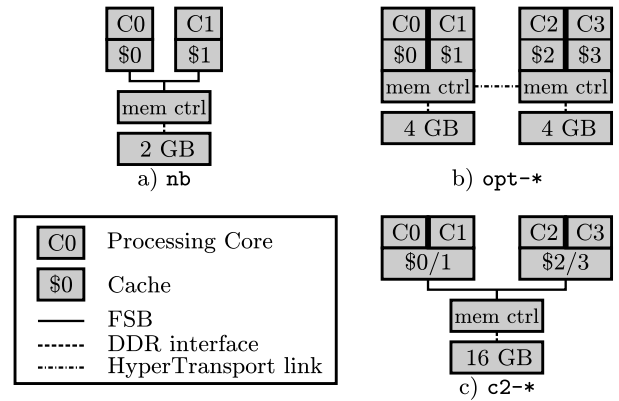 C0 C1
$0 $1
mem ctrl
2 GB
a) nb
C0 C1 C2 C3
$0 $1 $2 $3
mem ctrl mem ctrl
4 GB 4 GB
b) opt-*
C0 Processing Core
$0 Cache
FSB
DDR interface
HyperTransport link
C0 C1 C2 C3
$0/1 $2/3
mem ctrl
16 GB
c) c2-*